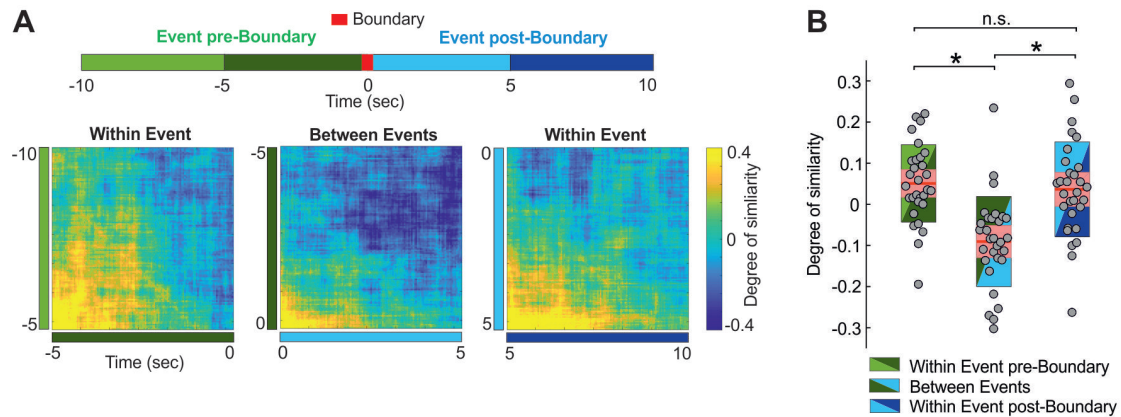 A
Boundary
Event pre-Boundary
Event post-Boundary
-10 -5 0 5 10
Time (sec)
Within Event
Between Events
Within Event
-10
-5
-5 0
Time (sec)
-5
0
0 5
0
5
5 10
0.4
0
-0.4
Degree of similarity
B
n.s.
* *
Degree of similarity
0.3
0.2
0.1
0
-0.1
-0.2
-0.3
Within Event pre-Boundary
Between Events
Within Event post-Boundary